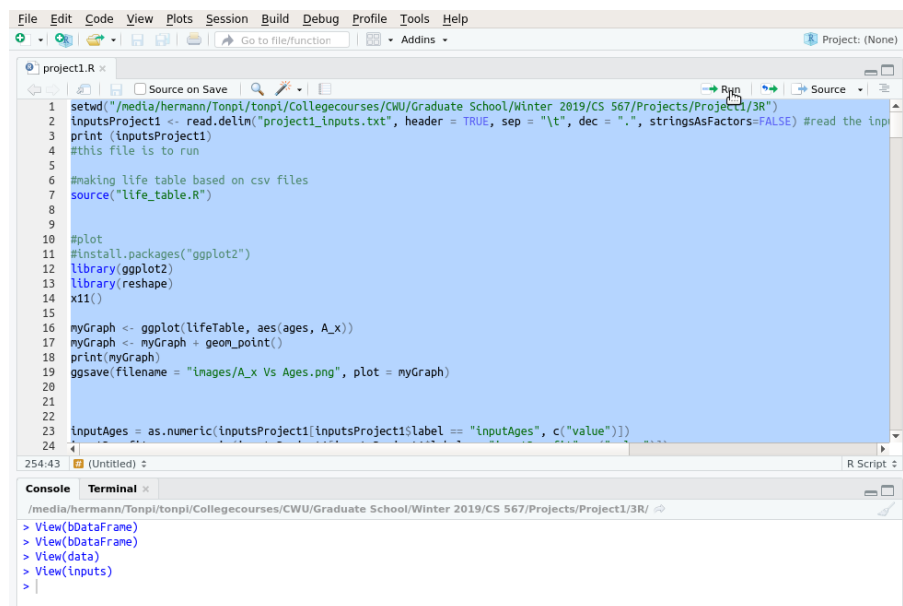 File Edit Code View Plots Session Build Debug Profile Tools Help
Go to file/function Addins Project: (None)
project1.R
Source on Save Run Source
1 setwd("/media/hermann/Tonpi/tonpi/Collegecourses/CWU/Graduate School/Winter 2019/CS 567/Projects/Project1/3R")
2 inputsProject1 <- read.delim("project1_inputs.txt", header = TRUE, sep = "\t", dec = ".", stringsAsFactors=FALSE) #read the inpu
3 print (inputsProject1)
4 #this file is to run
5
6 #making life table based on csv files
7 source("life_table.R")
8
9
10 #plot
11 #install.packages("ggplot2")
12 library(ggplot2)
13 library(reshape)
14 x11()
15
16 myGraph <- ggplot(lifeTable, aes(ages, A_x))
17 myGraph <- myGraph + geom_point()
18 print(myGraph)
19 ggsave(filename = "images/A_x Vs Ages.png", plot = myGraph)
20
21
22
23 inputAges = as.numeric(inputsProject1[inputsProject1$label == "inputAges", c("value")])
24
254:43 (Untitled) R Script
Console Terminal
/media/hermann/Tonpi/tonpi/Collegecourses/CWU/Graduate School/Winter 2019/CS 567/Projects/Project1/3R/
> View(bDataFrame)
> View(bDataFrame)
> View(data)
> View(inputs)
>